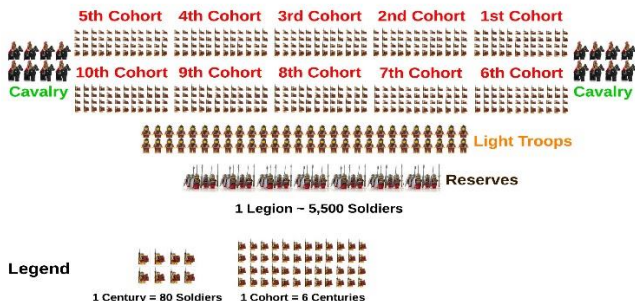 5th Cohort 4th Cohort 3rd Cohort 2nd Cohort 1st Cohort
10th Cohort 9th Cohort 8th Cohort 7th Cohort 6th Cohort
Cavalry Cavalry
Light Troops
Reserves
1 Legion ~ 5,500 Soldiers
Legend
1 Century = 80 Soldiers 1 Cohort = 6 Centuries